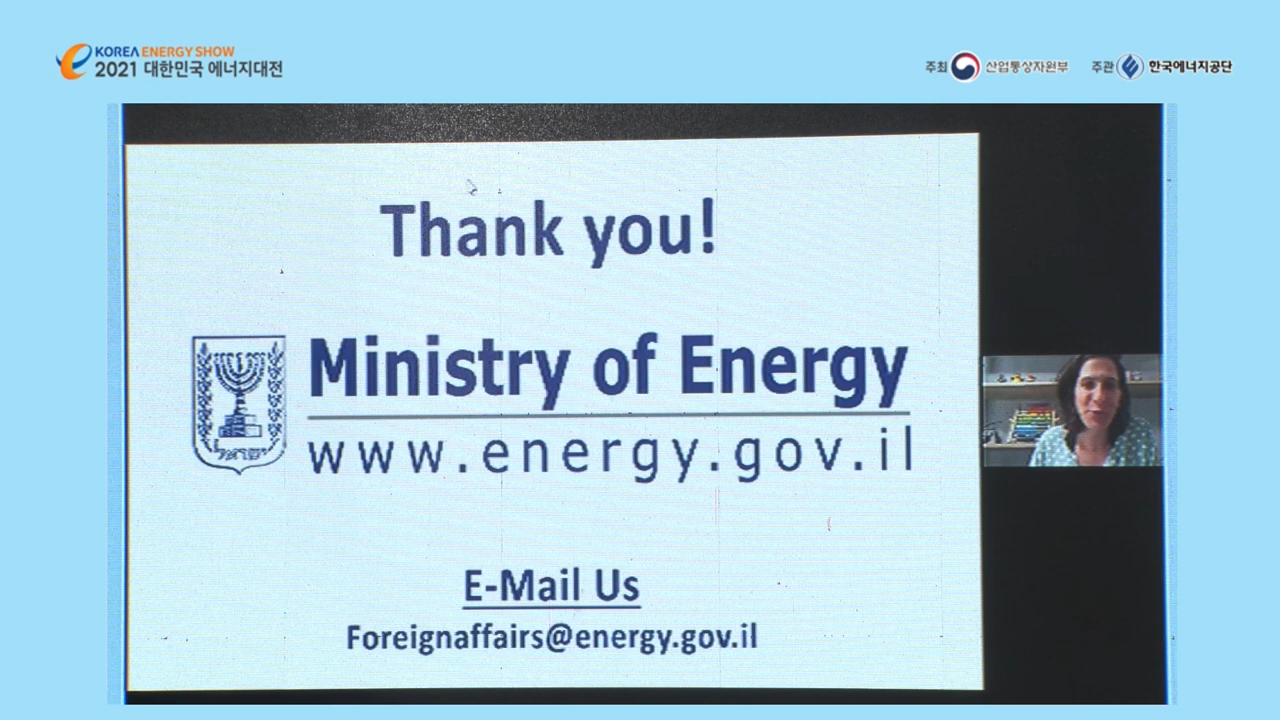 KOREA ENERGY SHOW
2021 대한민국 에너지대전
주최 산업통상자원부 주관 한국에너지공단
Thank you!
Ministry of Energy
www.energy.gov.il
ישראל
E-Mail Us
Foreignaffairs@energy.gov.il